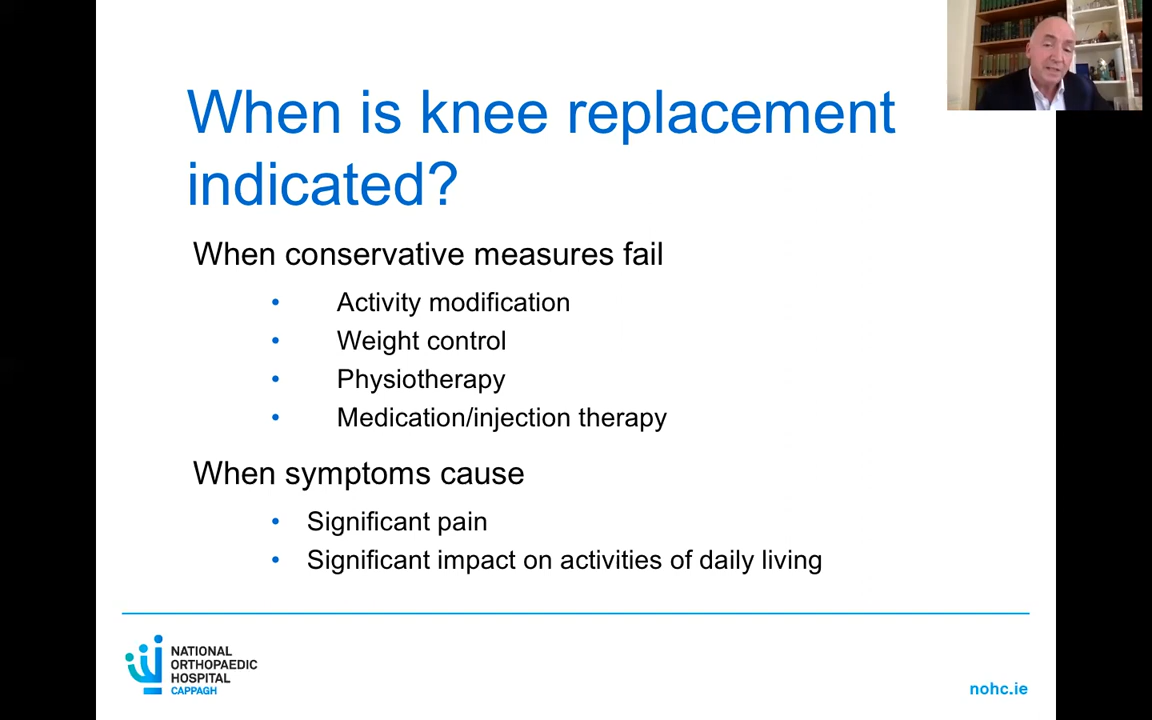 When is knee replacement
indicated?
When conservative measures fail
• Activity modification
• Weight control
• Physiotherapy
• Medication/injection therapy
When symptoms cause
• Significant pain
• Significant impact on activities of daily living
NATIONAL
ORTHOPAEDIC
HOSPITAL
CAPPAGH
nohc.ie